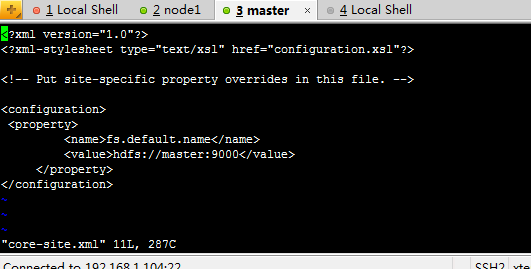 1 Local Shell
2 node1
3 master
×
4 Local Shell
<?xml version="1.0"?>
<?xml-stylesheet type="text/xsl" href="configuration.xsl"?>
<!-- Put site-specific property overrides in this file. -->
<configuration>
<property>
<name>fs.default.name</name>
<value>hdfs://master:9000</value>
</property>
</configuration>
~
~
~
"core-site.xml" 11L, 287C
Connected to 192.168.1.104:22
SSH2
xte